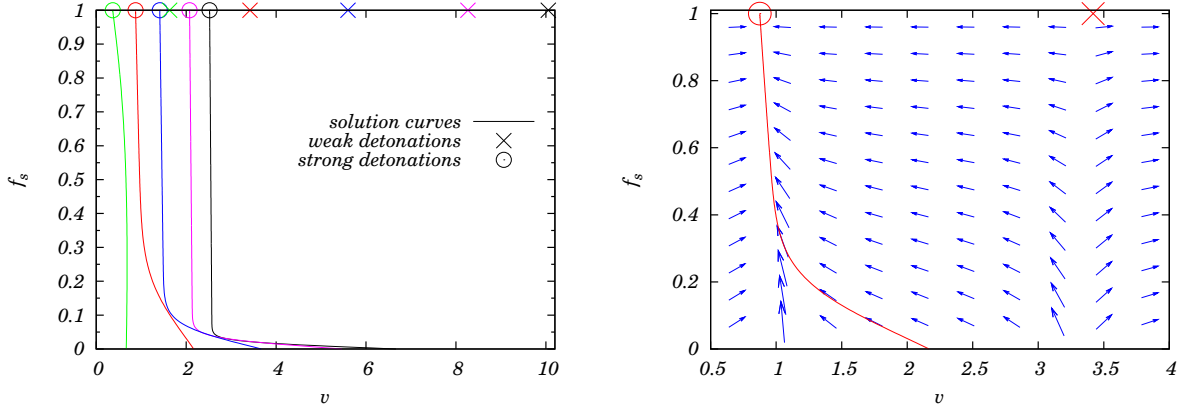 1
0.9
0.8
0.7
0.6
0.5
0.4
0.3
0.2
0.1
0
f_s
0 2 4 6 8 10
v
solution curves
weak detonations
strong detonations
1
0.8
0.6
0.4
0.2
0
f_s
0.5 1 1.5 2 2.5 3 3.5 4
v